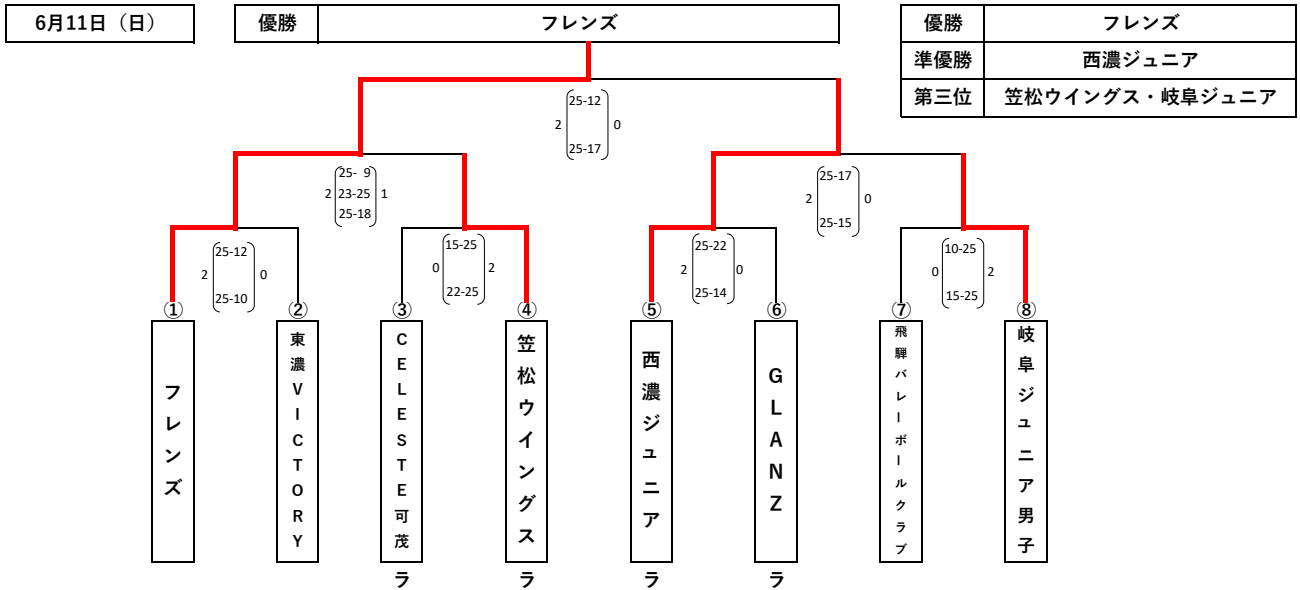 6月11日（日）
優勝 フレンズ
優勝 フレンズ
準優勝 西濃ジュニア
第三位 笠松ウイングス・岐阜ジュニア
25-12
2 0
25-17
25- 9
2 23-25 1
25-18
25-17
2 0
25-15
25-12
2 0
25-10
15-25
0 2
22-25
25-22
2 0
25-14
10-25
0 2
15-25
① ② ③ ④ ⑤ ⑥ ⑦ ⑧
フレンズ
東濃VICTORY
CELESTE可茂
笠松ウイングス
西濃ジュニア
GLANZ
飛騨バレーボールクラブ
岐阜ジュニア男子
ラ ラ ラ ラ